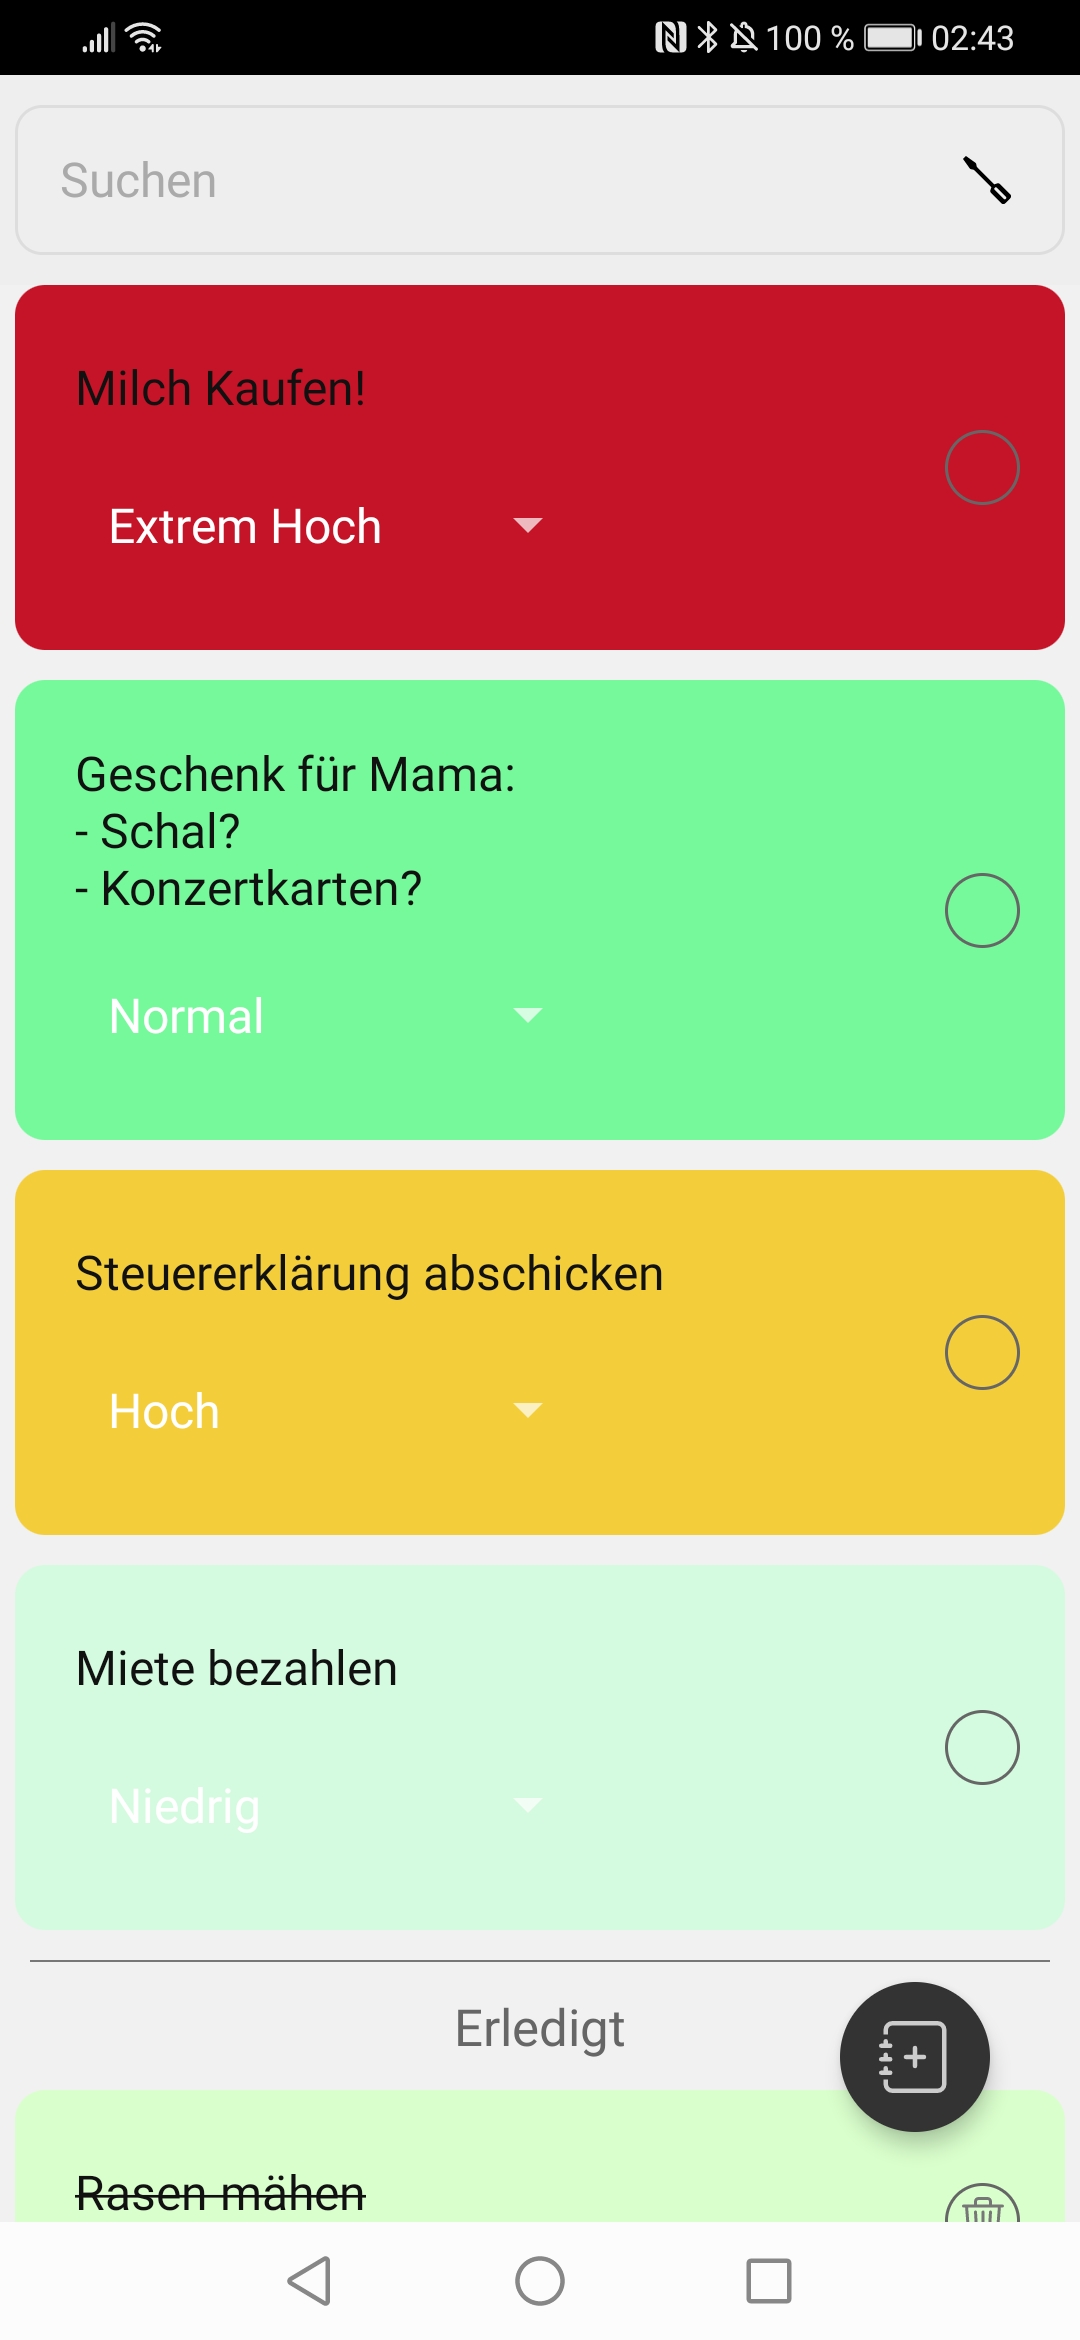 100 % 02:43
Suchen
Milch Kaufen!
Extrem Hoch
Geschenk für Mama:
- Schal?
- Konzertkarten?
Normal
Steuererklärung abschicken
Hoch
Miete bezahlen
Niedrig
Erledigt
Rasen mähen